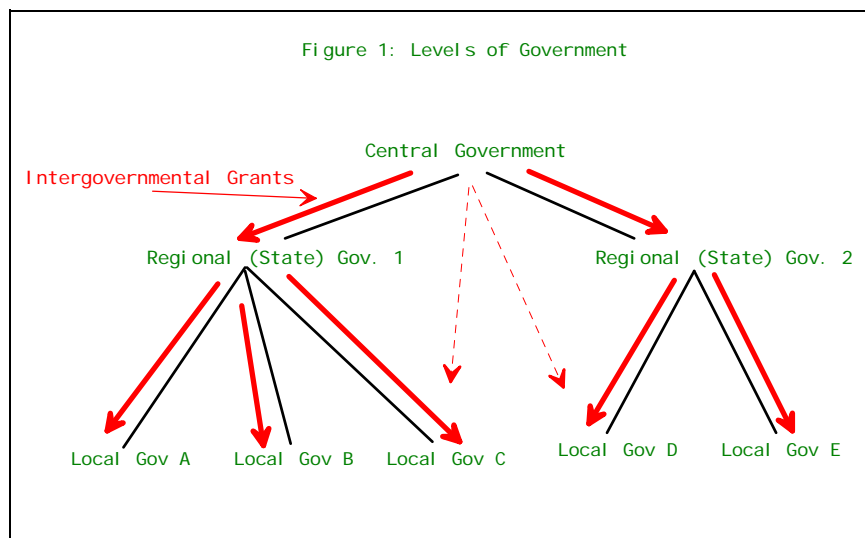 Figure 1: Levels of Government
Central Government
Intergovernmental Grants
Regional (State) Gov. 1
Regional (State) Gov. 2
Local Gov A
Local Gov B
Local Gov C
Local Gov D
Local Gov E